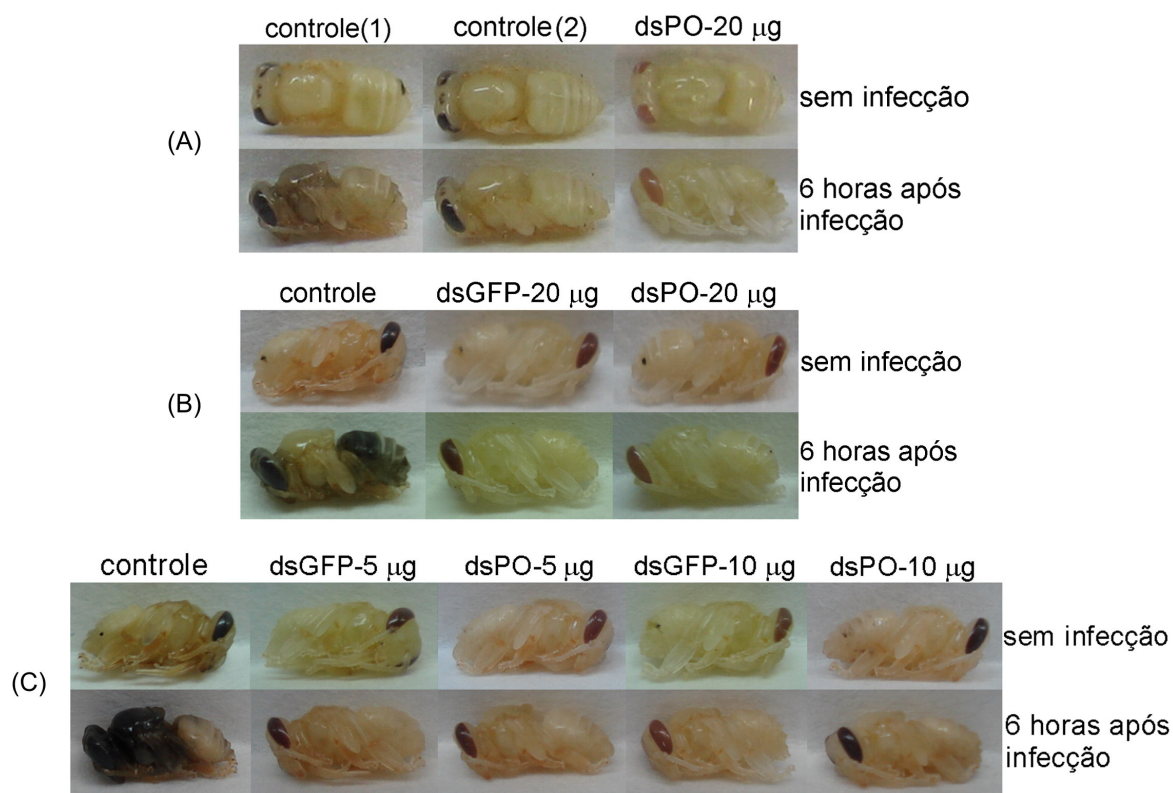 controle(1) controle(2) dsPO-20 µg
sem infecção
(A)
6 horas após
infecção
controle dsGFP-20 µg dsPO-20 µg
sem infecção
(B)
6 horas após
infecção
controle dsGFP-5 µg dsPO-5 µg dsGFP-10 µg dsPO-10 µg
sem infecção
(C)
6 horas após
infecção